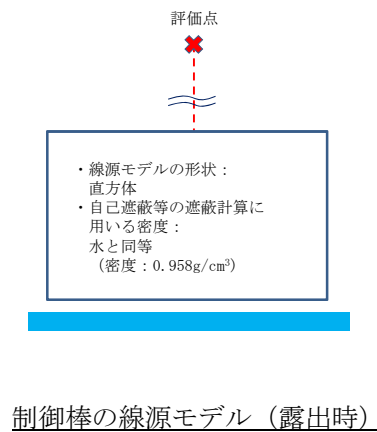 評価点
・線源モデルの形状：
直方体
・自己遮蔽等の遮蔽計算に
用いる密度：
水と同等
（密度：0.958g/cm³）
制御棒の線源モデル（露出時）